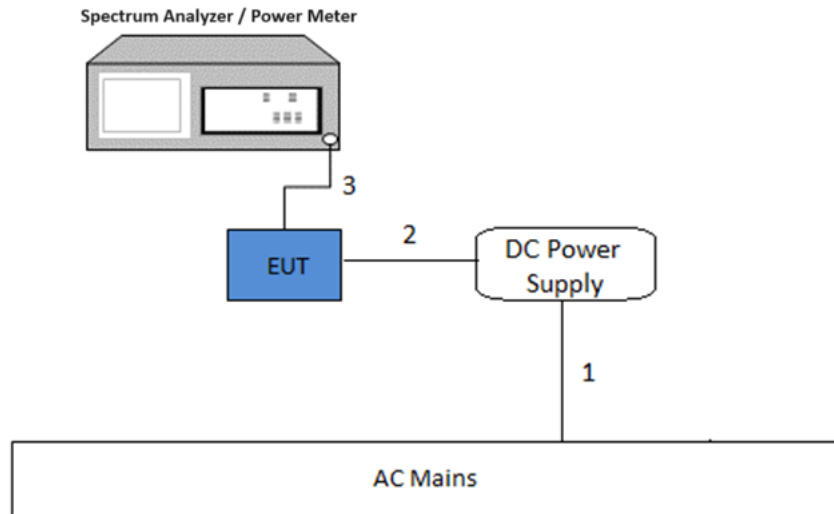 Spectrum Analyzer / Power Meter
3
EUT
2
DC Power
Supply
1
AC Mains